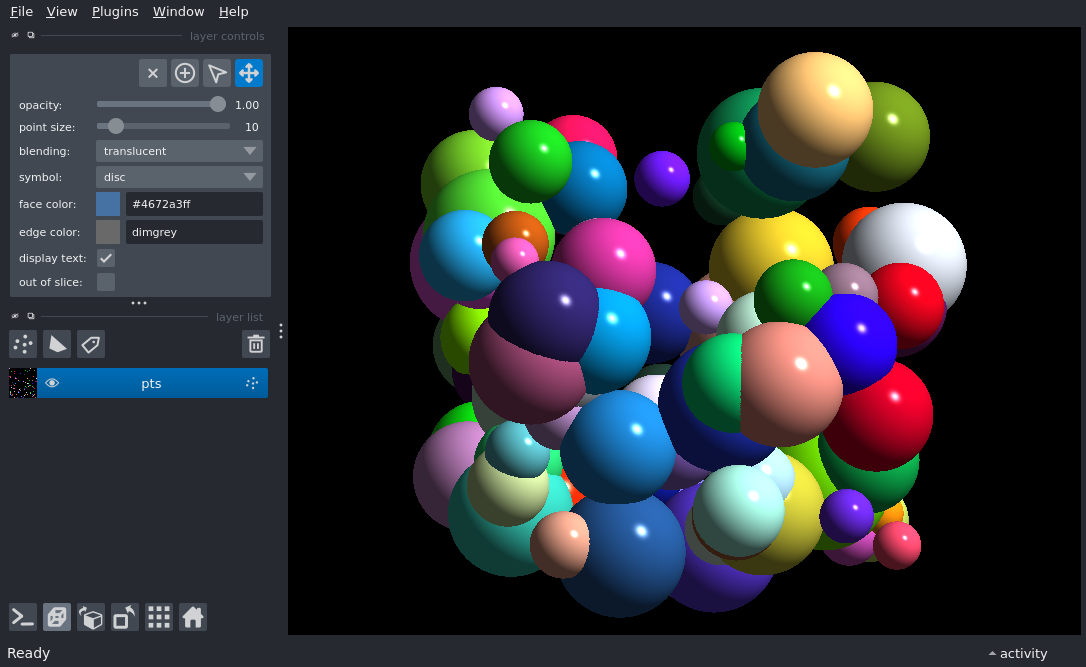 File View Plugins Window Help
layer controls
opacity: 1.00
point size: 10
blending: translucent
symbol: disc
face color: #4672a3ff
edge color: dimgrey
display text:
out of slice:
layer list
pts
Ready
activity